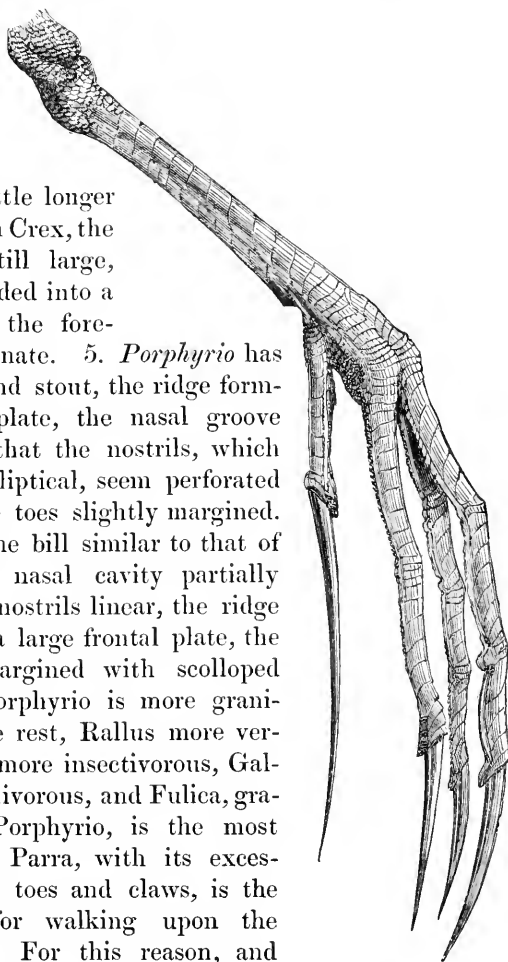 tle longer
Crex, the
till large,
ded into a
the fore-
nate. 5. Porphyrio has
nd stout, the ridge form-
plate, the nasal groove
that the nostrils, which
liptical, seem perforated
toes slightly margined.
ne bill similar to that of
nasal cavity partially
nostrils linear, the ridge
a large frontal plate, the
argined with scolloped
orphyrio is more grani-
e rest, Rallus more ver-
more insectivorous, Gal-
ivorous, and Fulica, gra-
Porphyrio, is the most
Parra, with its exces-
toes and claws, is the
for walking upon the
For this reason, and